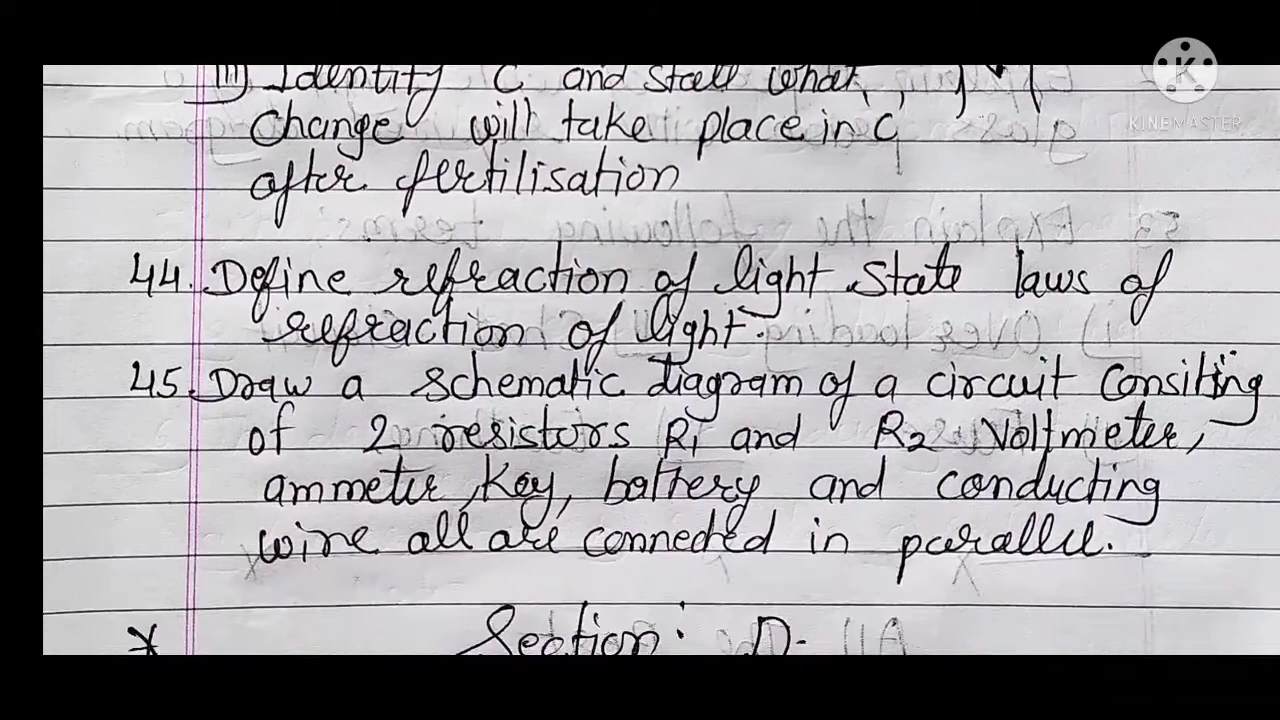 III) Identify C and state what
Change will take place in C
after fertilisation
44. Define refraction of light State laws of
refraction of light.
45. Draw a schematic diagram of a circuit Consiting
of 2 resistors R1 and R2 Voltmeter,
ammeter, Key, battery and conducting
wire all are connected in parallel.
* Section: D-
KINEMASTER